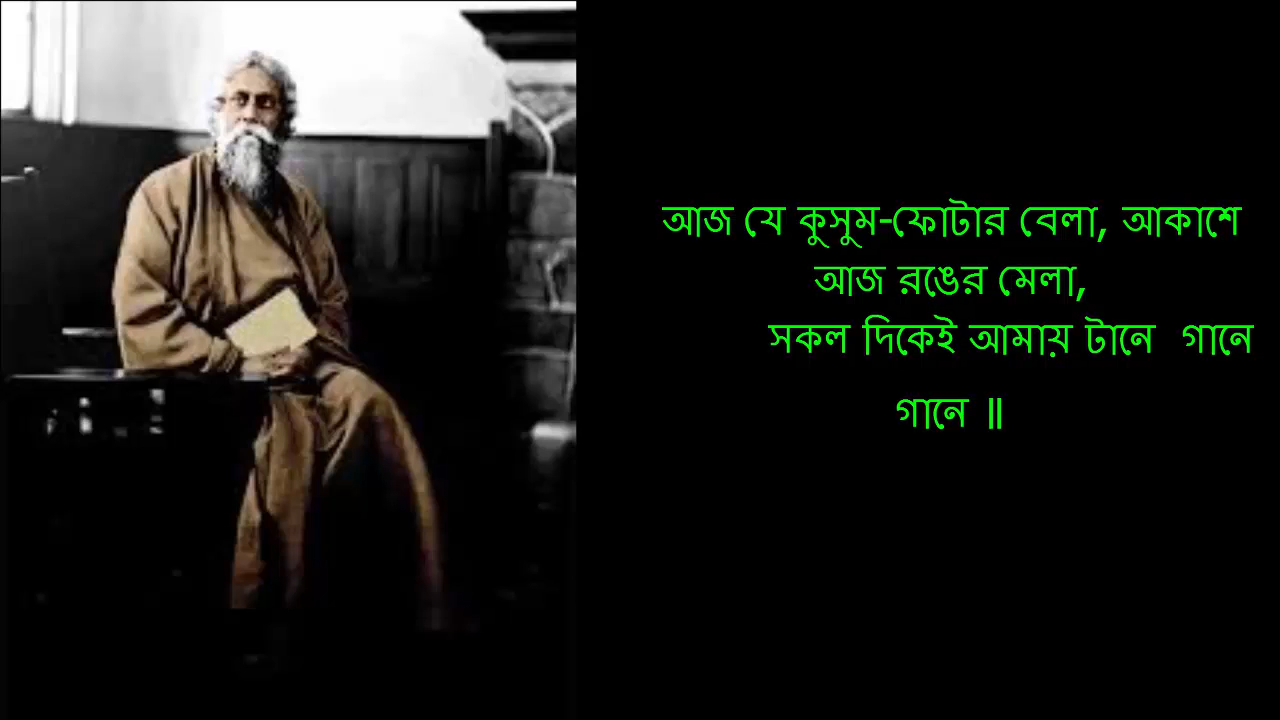 আজ যে কুসুম-ফোটার বেলা, আকাশে
আজ রঙের মেলা,
সকল দিকেই আমায় টানে গানে
গানে ॥